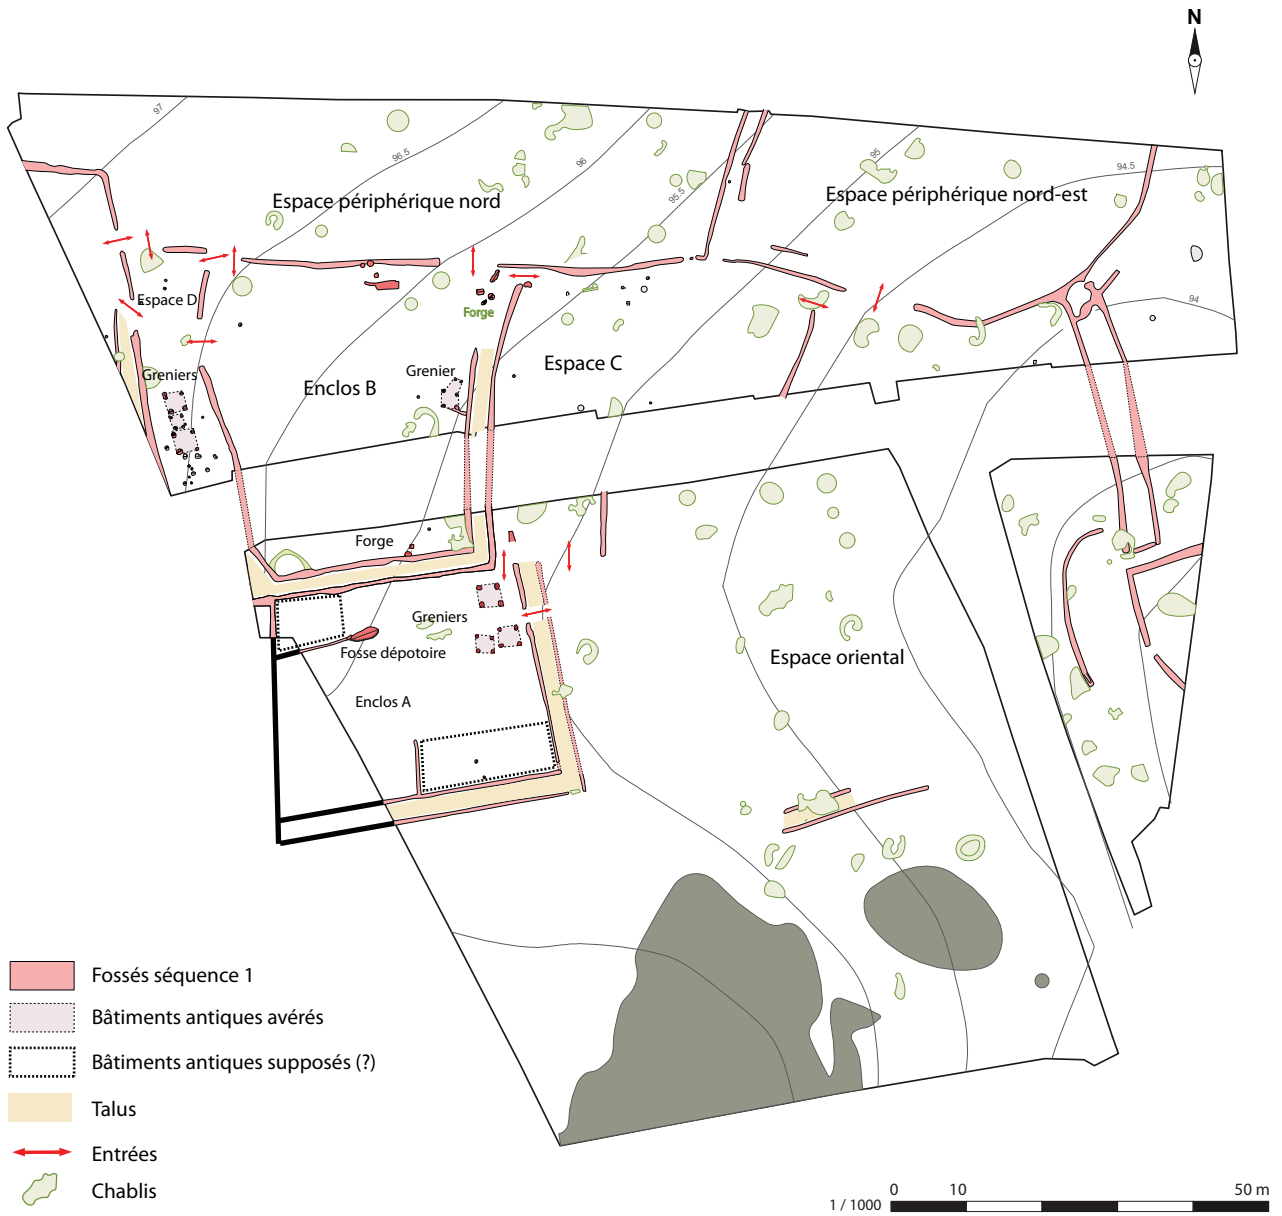 N
97
96.5
96
95.5
95
94.5
94
Espace périphérique nord
Espace périphérique nord-est
Espace D
Forge
Greniers
Enclos B
Grenier
Espace C
Forge
Greniers
Fosse dépotoire
Enclos A
Espace oriental
Fossés séquence 1
Bâtiments antiques avérés
Bâtiments antiques supposés (?)
Talus
Entrées
Chablis
0 10 50 m
1 / 1000